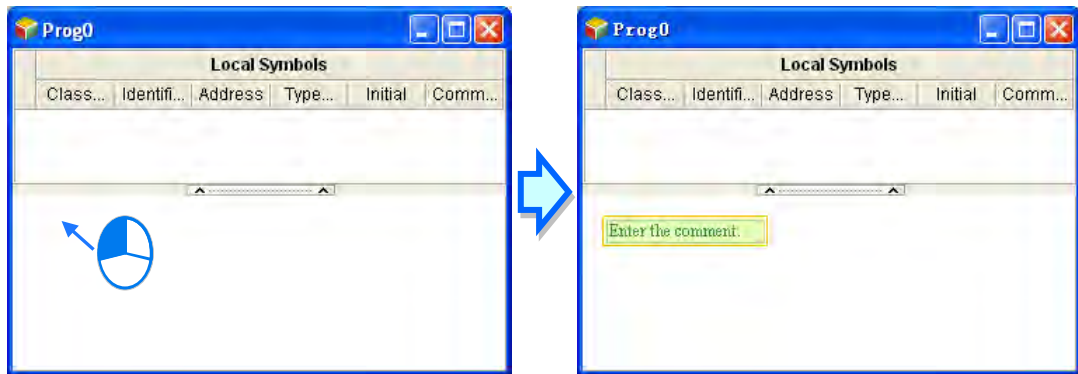 Prog0
Local Symbols
Class... Identifi... Address Type... Initial Comm...
Prog0
Local Symbols
Class... Identifi... Address Type... Initial Comm...
Enter the comment.